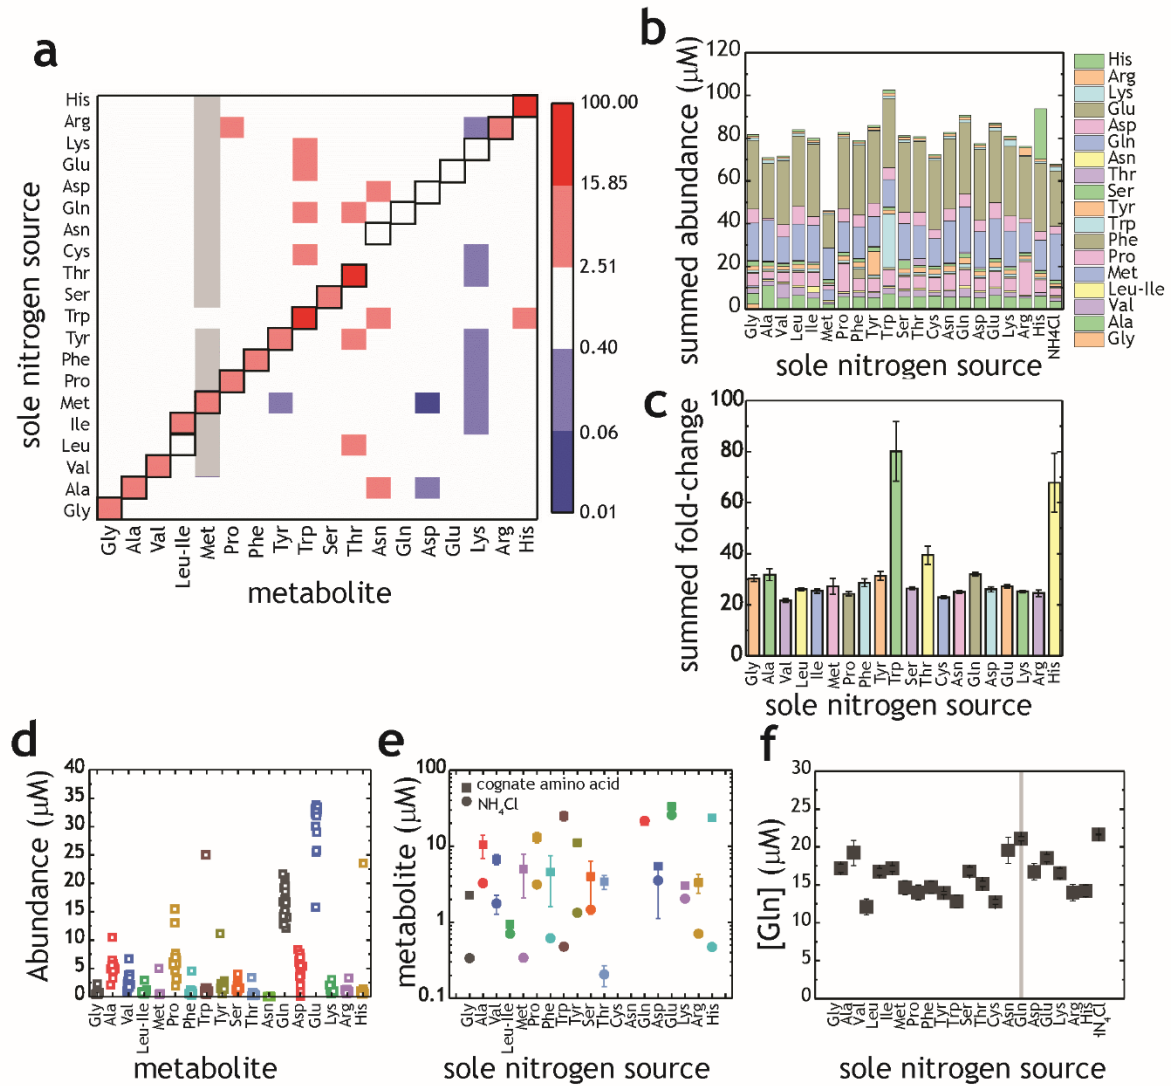 a
sole nitrogen source
His
Arg
Lys
Glu
Asp
Gln
Asn
Cys
Thr
Ser
Trp
Tyr
Phe
Pro
Met
Ile
Leu
Val
Ala
Gly
Gly Ala Val Leu-Ile Met Pro Phe Tyr Trp Ser Thr Asn Gln Asp Glu Lys Arg His
metabolite
100.00
15.85
2.51
0.40
0.06
0.01
b
summed abundance (µM)
120
100
80
60
40
20
0
Gly Ala Val Leu Ile Met Pro Phe Tyr Trp Ser Thr Cys Asn Gln Asp Glu Lys Arg His NH4Cl
sole nitrogen source
His
Arg
Lys
Glu
Asp
Gln
Asn
Thr
Ser
Tyr
Trp
Phe
Pro
Met
Leu-Ile
Val
Ala
Gly
c
summed fold-change
100
80
60
40
20
0
Gly Ala Val Leu Ile Met Pro Phe Tyr Trp Ser Thr Cys Asn Gln Asp Glu Lys Arg His
sole nitrogen source
d
Abundance (µM)
40
35
30
25
20
15
10
5
0
Gly Ala Val Leu-Ile Met Pro Phe Trp Tyr Ser Thr Asn Gln Asp Glu Lys Arg His
metabolite
e
metabolite (µM)
100
10
1
0.1
cognate amino acid
NH₄Cl
Gly Ala Val Leu-Ile Met Pro Phe Trp Tyr Ser Thr Cys Asn Gln Asp Glu Lys Arg His
sole nitrogen source
f
[Gln] (µM)
30
25
20
15
10
5
0
Gly Ala Val Leu Ile Met Pro Phe Tyr Trp Ser Thr Cys Asn Gln Asp Glu Lys Arg His
sole nitrogen source